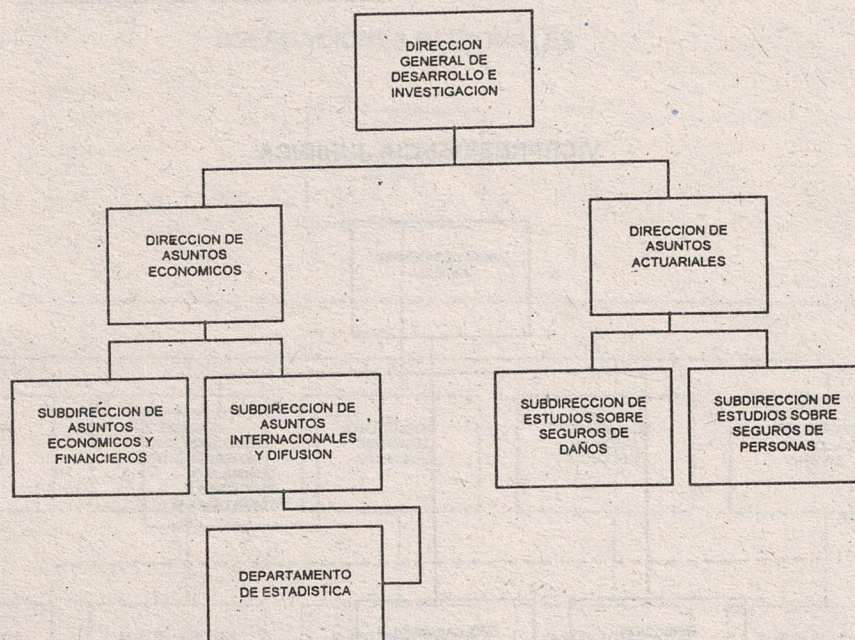 DIRECCION
GENERAL DE
DESARROLLO E
INVESTIGACION
DIRECCION DE
ASUNTOS
ECONOMICOS
DIRECCION DE
ASUNTOS
ACTUARIALES
SUBDIRECCION DE
ASUNTOS
ECONOMICOS Y
FINANCIEROS
SUBDIRECCION DE
ASUNTOS
INTERNACIONALES
Y DIFUSION
SUBDIRECCION DE
ESTUDIOS SOBRE
SEGUROS DE
DAÑOS
SUBDIRECCION DE
ESTUDIOS SOBRE
SEGUROS DE
PERSONAS
DEPARTAMENTO
DE ESTADISTICA